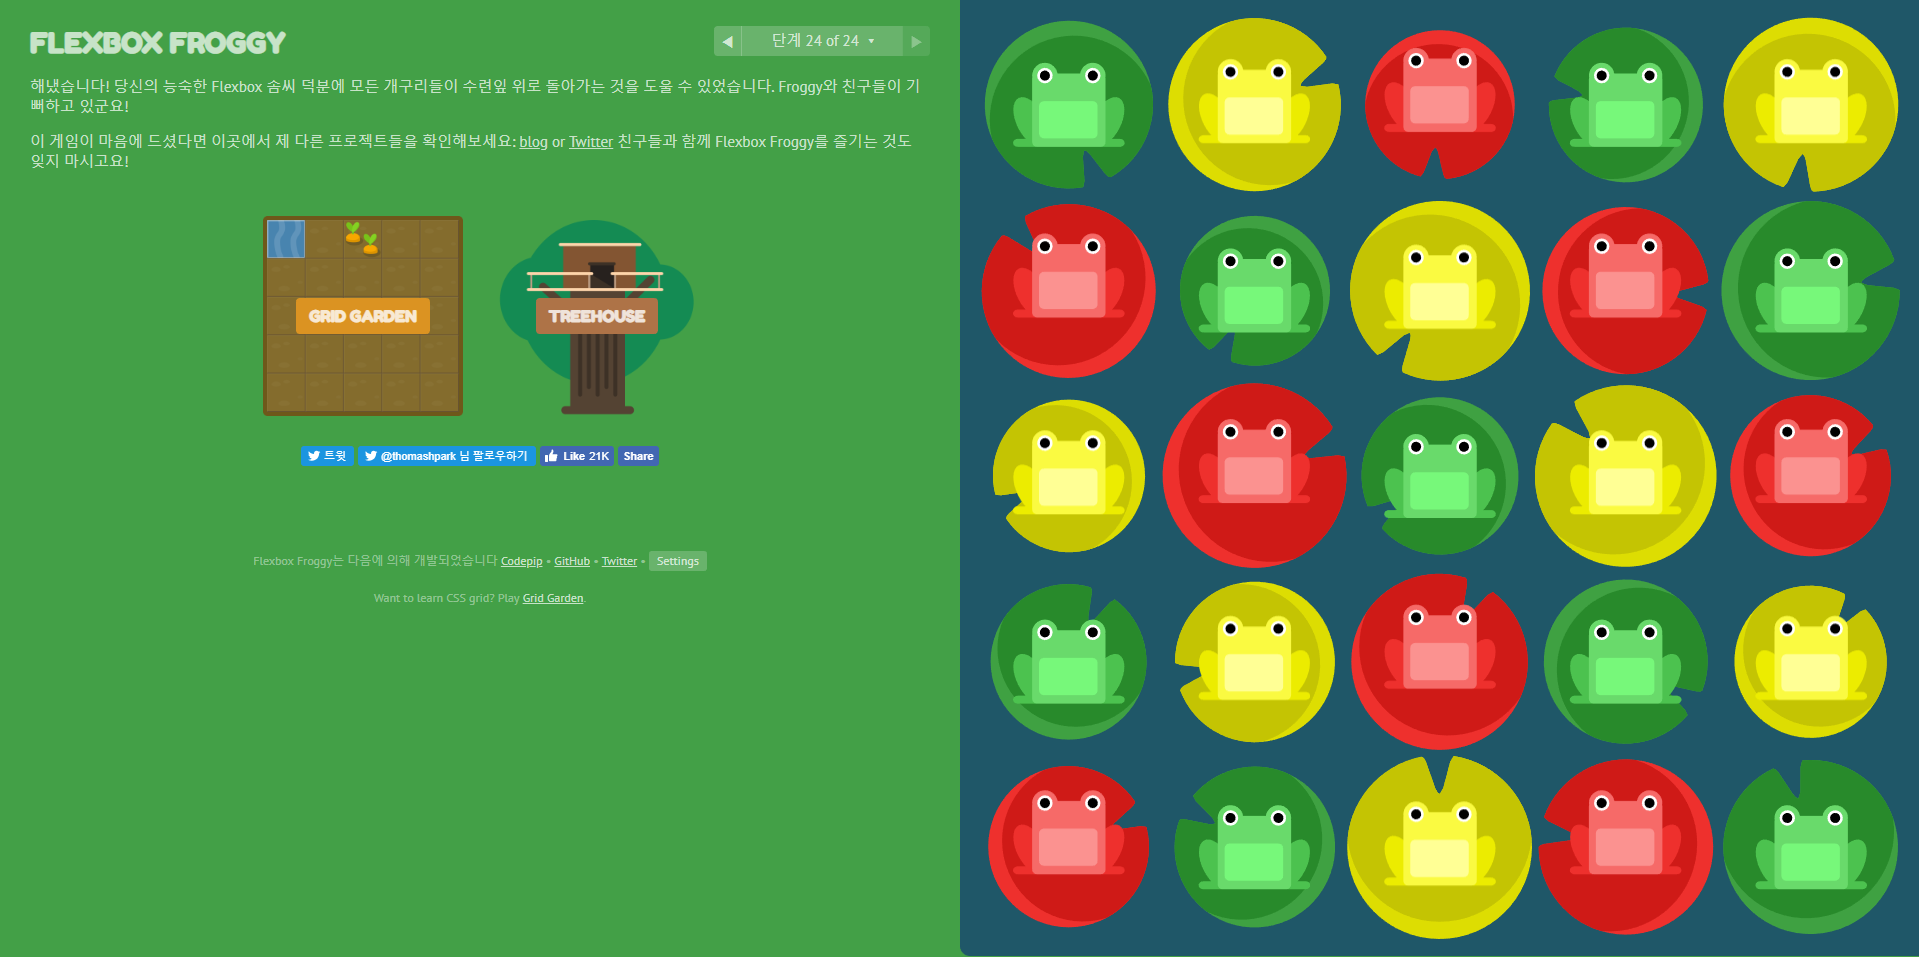 FLEXBOX FROGGY
◀ 단계 24 of 24 ▾ ▶
해냈습니다! 당신의 능숙한 Flexbox 솜씨 덕분에 모든 개구리들이 수련잎 위로 돌아가는 것을 도울 수 있었습니다. Froggy와 친구들이 기
뻐하고 있군요!
이 게임이 마음에 드셨다면 이곳에서 제 다른 프로젝트들을 확인해보세요: blog or Twitter 친구들과 함께 Flexbox Froggy를 즐기는 것도
잊지 마시고요!
GRID GARDEN
TREEHOUSE
트윗
@thomashpark 님 팔로우하기
Like 21K
Share
Flexbox Froggy는 다음에 의해 개발되었습니다 Codepip • GitHub • Twitter • Settings
Want to learn CSS grid? Play Grid Garden.